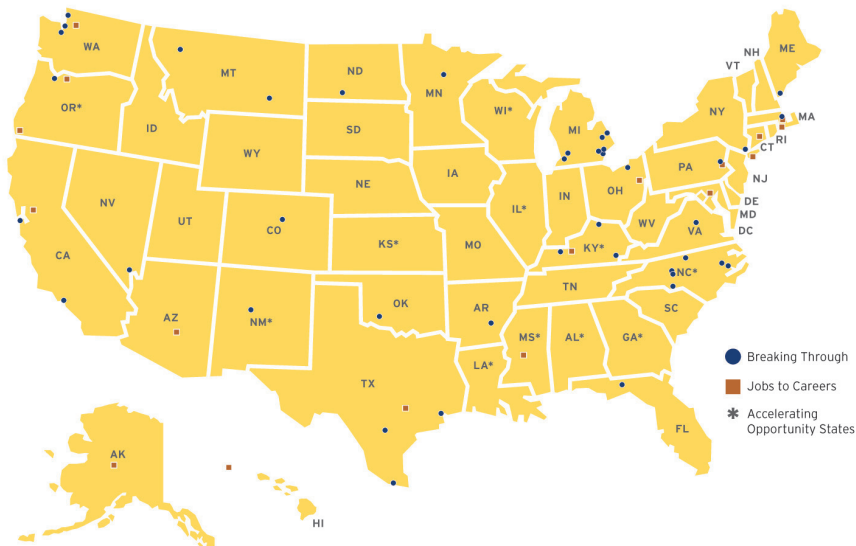 NH
ME
VT
WA
MT
ND
MN
OR*
ID
WI*
MI
NY
MA
SD
WY
RI
CT
IA
PA
NE
NJ
NV
UT
IL*
IN
OH
DE
MD
CO
WV
VA
DC
CA
KS*
MO
KY*
NC*
TN
OK
AR
AZ
NM*
SC
MS*
AL*
GA*
LA*
TX
FL
Breaking Through
Jobs to Careers
* Accelerating
Opportunity States
AK
HI